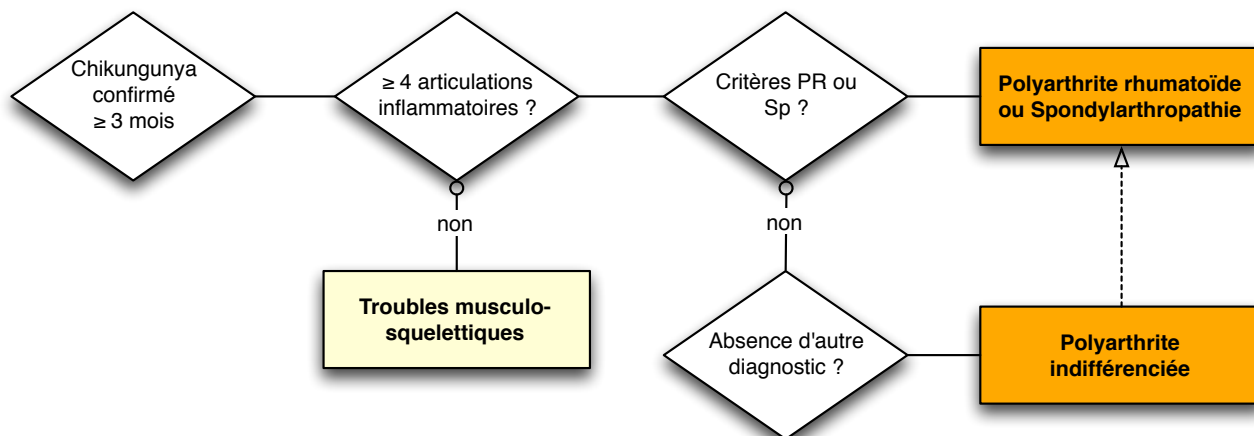 Chikungunya
confirmé
≥ 3 mois
≥ 4 articulations
inflammatoires ?
Critères PR ou
Sp ?
Polyarthrite rhumatoïde
ou Spondylarthropathie
non
non
Troubles musculo-
squelettiques
Absence d'autre
diagnostic ?
Polyarthrite
indifférenciée